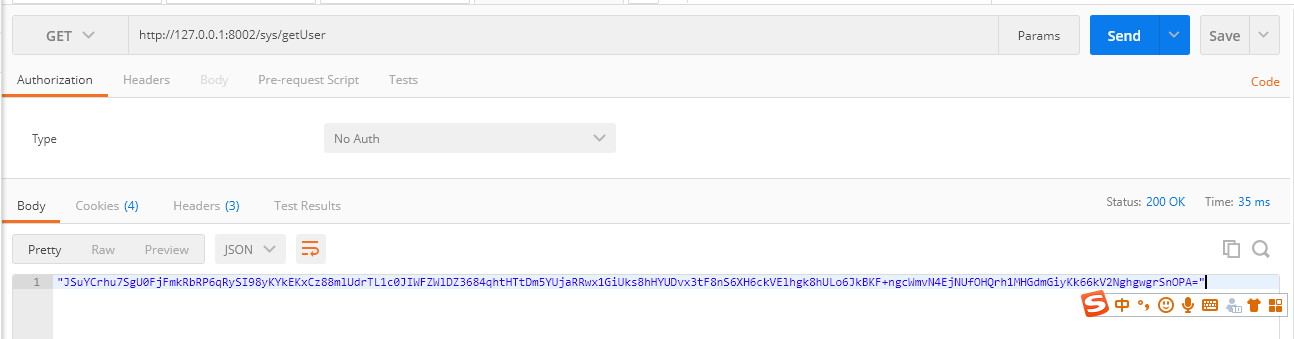 GET http://127.0.0.1:8002/sys/getUser Params Send Save
Authorization Headers Body Pre-request Script Tests Code
Type No Auth
Body Cookies (4) Headers (3) Test Results Status: 200 OK Time: 35 ms
Pretty Raw Preview JSON
1 "JSuYCrhu7SgU0FjFmkRbRP6qRySI98yKYkEKxCz88mlUdrTL1c0JIWFZWlDZ3684qhtHTtDm5YUjaRRwx1GiUks8hHYUDvx3tF8nS6XH6ckVElhgk8hULo6JkBKF+ngcWmvN4EjNUfOHQrh1MHGdmGiyKk66kV2NghgwgrSnOPA="
S 中